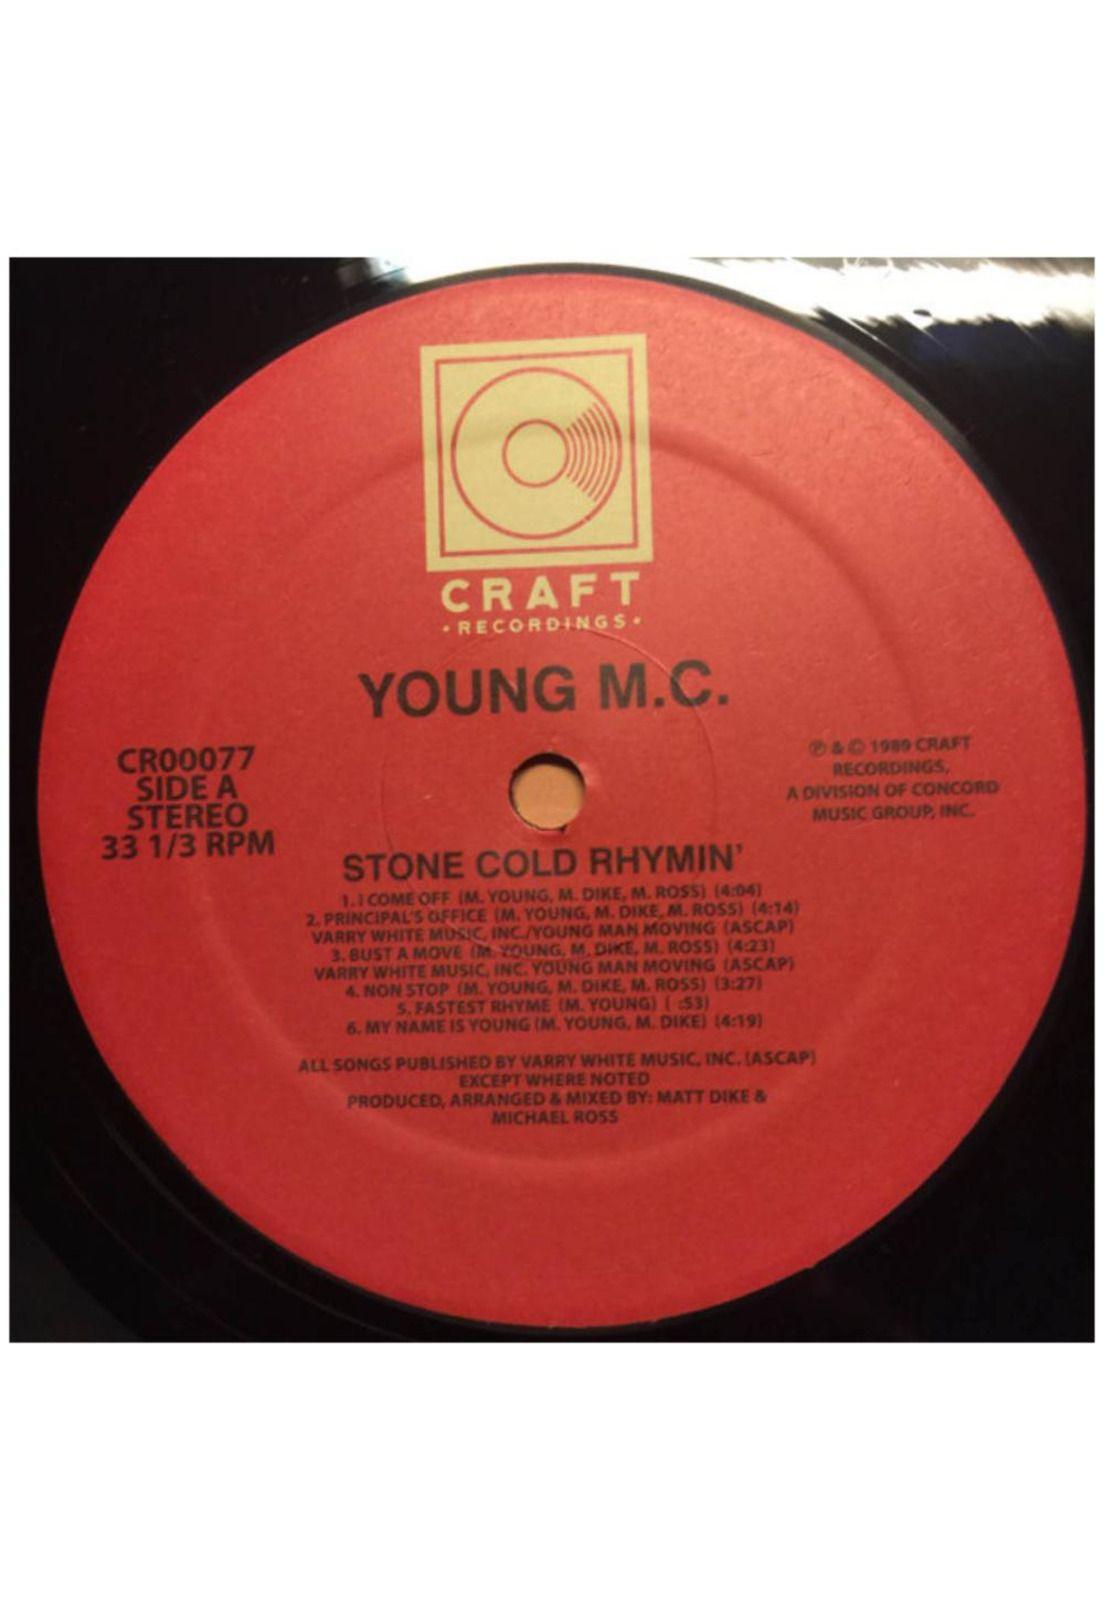 CRAFT
• RECORDINGS •
YOUNG M.C.
CR00077
SIDE A
STEREO
33 1/3 RPM
℗ & © 1989 CRAFT
RECORDINGS,
A DIVISION OF CONCORD
MUSIC GROUP, INC.
STONE COLD RHYMIN'
1. I COME OFF (M. YOUNG, M. DIKE, M. ROSS) (4:04)
2. PRINCIPAL'S OFFICE (M. YOUNG, M. DIKE, M. ROSS) (4:14)
VARRY WHITE MUSIC, INC./YOUNG MAN MOVING (ASCAP)
3. BUST A MOVE (M. YOUNG, M. DIKE, M. ROSS) (4:23)
VARRY WHITE MUSIC, INC. YOUNG MAN MOVING (ASCAP)
4. NON STOP (M. YOUNG, M. DIKE, M. ROSS) (3:27)
5. FASTEST RHYME (M. YOUNG) ( :53)
6. MY NAME IS YOUNG (M. YOUNG, M. DIKE) (4:19)
ALL SONGS PUBLISHED BY VARRY WHITE MUSIC, INC. (ASCAP)
EXCEPT WHERE NOTED
PRODUCED, ARRANGED & MIXED BY: MATT DIKE &
MICHAEL ROSS